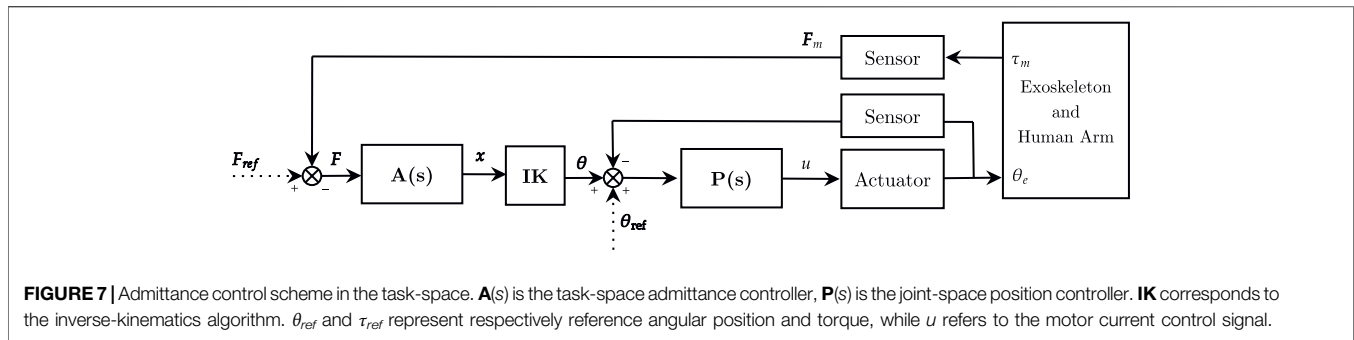 F_m
Sensor
τ_m
Exoskeleton
and
Human Arm
Sensor
F_ref
+
−
F
A(s)
x
IK
θ
+
−
+
P(s)
u
Actuator
θ_e
θ_ref
FIGURE 7 | Admittance control scheme in the task-space. A(s) is the task-space admittance controller, P(s) is the joint-space position controller. IK corresponds to
the inverse-kinematics algorithm. θ_ref and τ_ref represent respectively reference angular position and torque, while u refers to the motor current control signal.